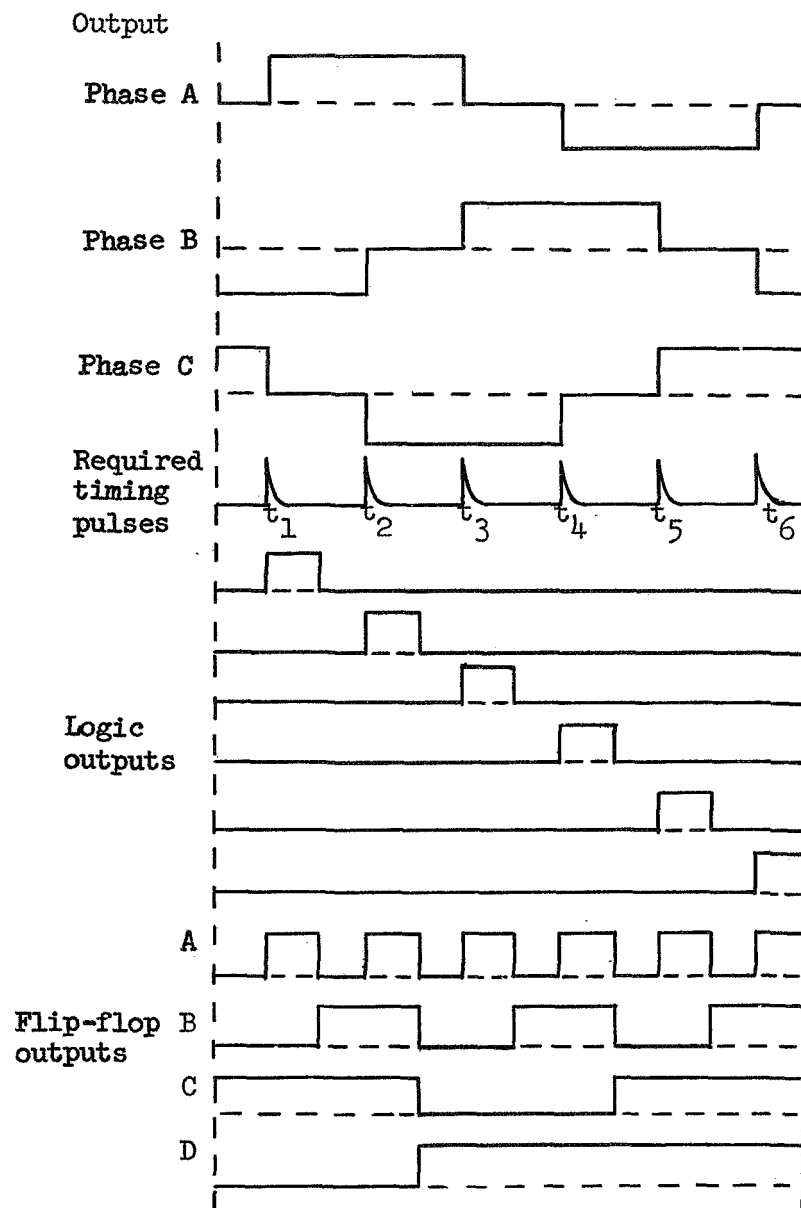 Output
Phase A
Phase B
Phase C
Required
timing
pulses
t1 t2 t3 t4 t5 t6
Logic
outputs
A
Flip-flop B
outputs
C
D